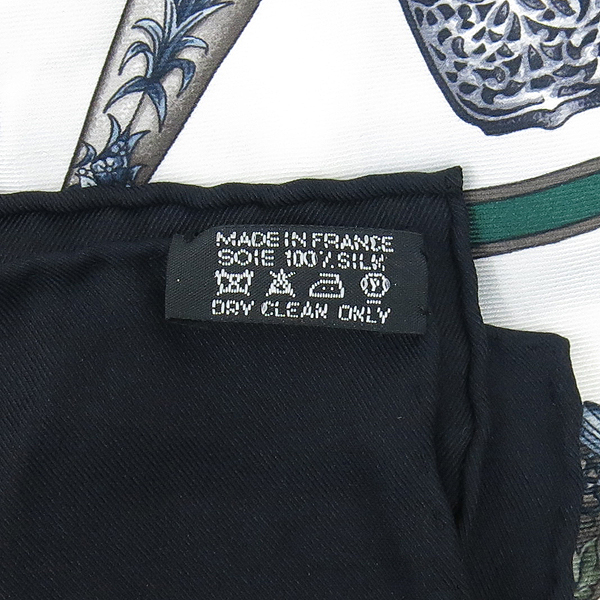 MADE IN FRANCE
SOIE 100% SILK
P
DRY CLEAN ONLY